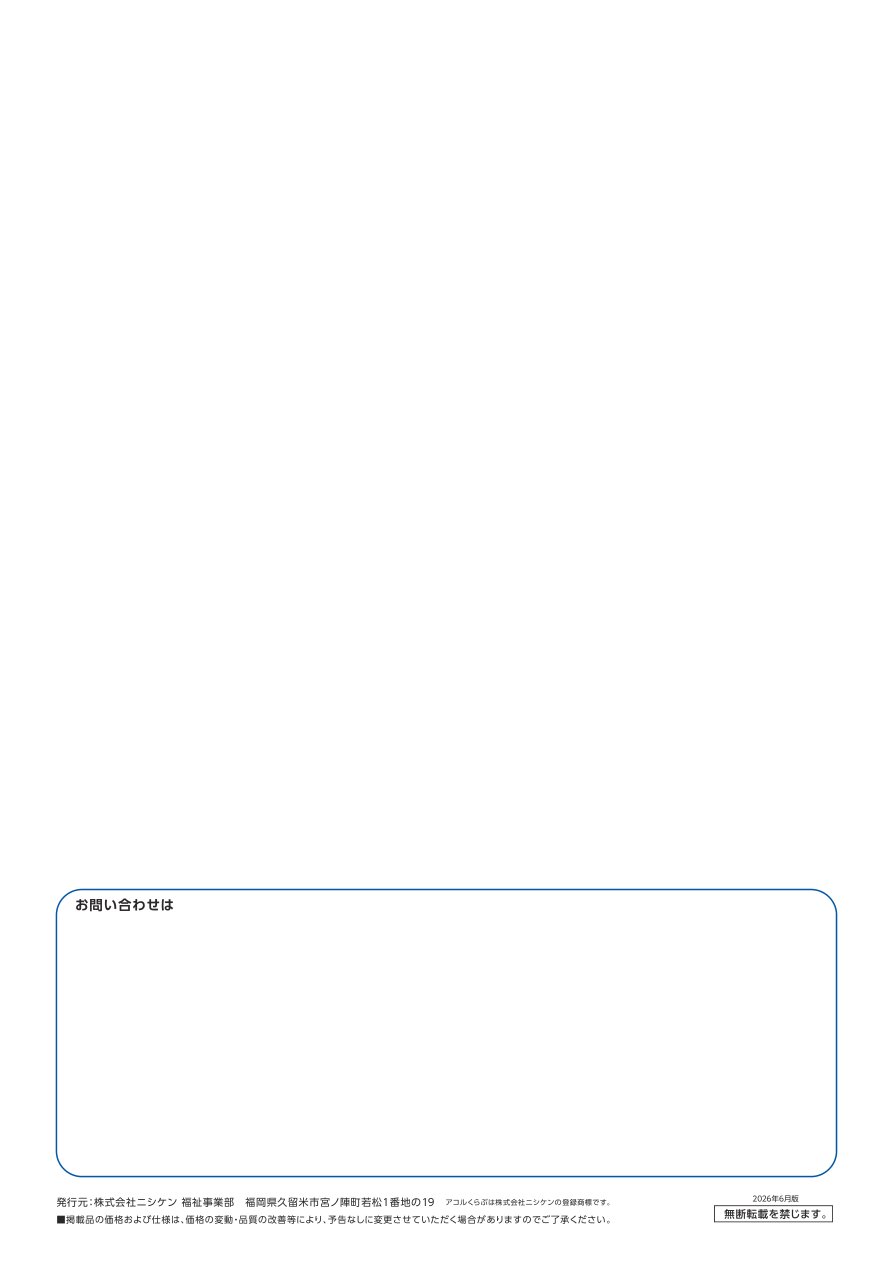 お問い合わせは
発行元：株式会社ニシケン 福祉事業部　福岡県久留米市宮ノ陣町若松1番地の19　アコルくらぶは株式会社ニシケンの登録商標です。
■掲載品の価格および仕様は、価格の変動・品質の改善等により、予告なしに変更させていただく場合がありますのでご了承ください。
2026年6月版
無断転載を禁じます。